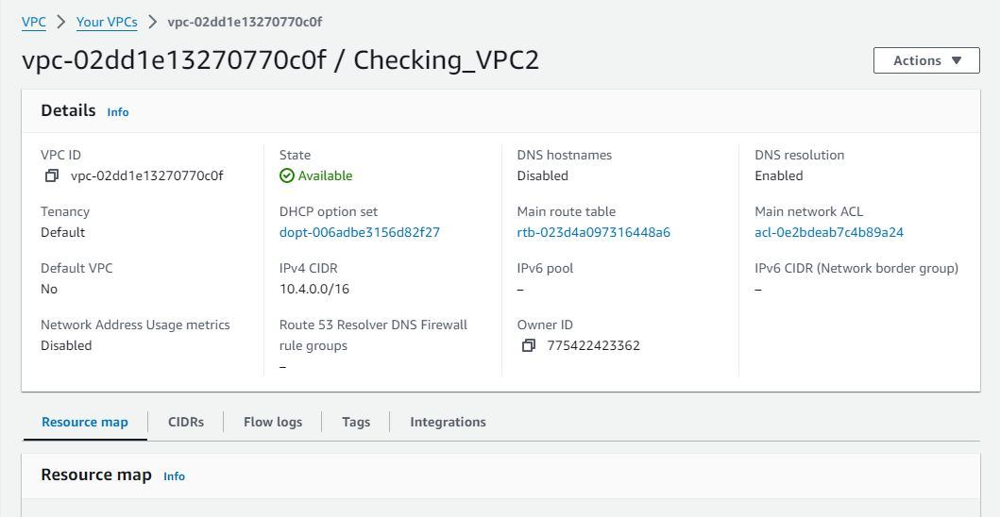 VPC > Your VPCs > vpc-02dd1e13270770c0f
vpc-02dd1e13270770c0f / Checking_VPC2
Actions ▼
Details Info
VPC ID
vpc-02dd1e13270770c0f
State
Available
DNS hostnames
Disabled
DNS resolution
Enabled
Tenancy
Default
DHCP option set
dopt-006adbe3156d82f27
Main route table
rtb-023d4a097316448a6
Main network ACL
acl-0e2bdeab7c4b89a24
Default VPC
No
IPv4 CIDR
10.4.0.0/16
IPv6 pool
–
IPv6 CIDR (Network border group)
–
Network Address Usage metrics
Disabled
Route 53 Resolver DNS Firewall
rule groups
–
Owner ID
775422423362
Resource map CIDRs Flow logs Tags Integrations
Resource map Info